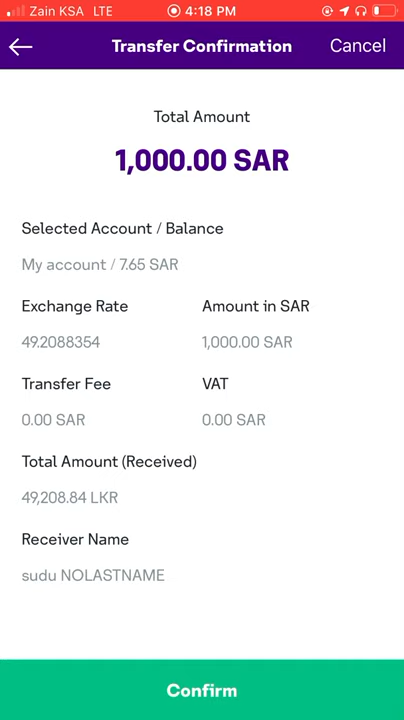 Zain KSA LTE 4:18 PM
Transfer Confirmation Cancel
Total Amount
1,000.00 SAR
Selected Account / Balance
My account / 7.65 SAR
Exchange Rate Amount in SAR
49.2088354 1,000.00 SAR
Transfer Fee VAT
0.00 SAR 0.00 SAR
Total Amount (Received)
49,208.84 LKR
Receiver Name
sudu NOLASTNAME
Confirm